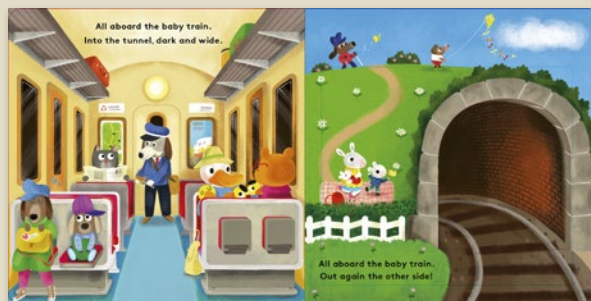 All aboard the baby train.
Into the tunnel, dark and wide.
All aboard the baby train.
Out again the other side!